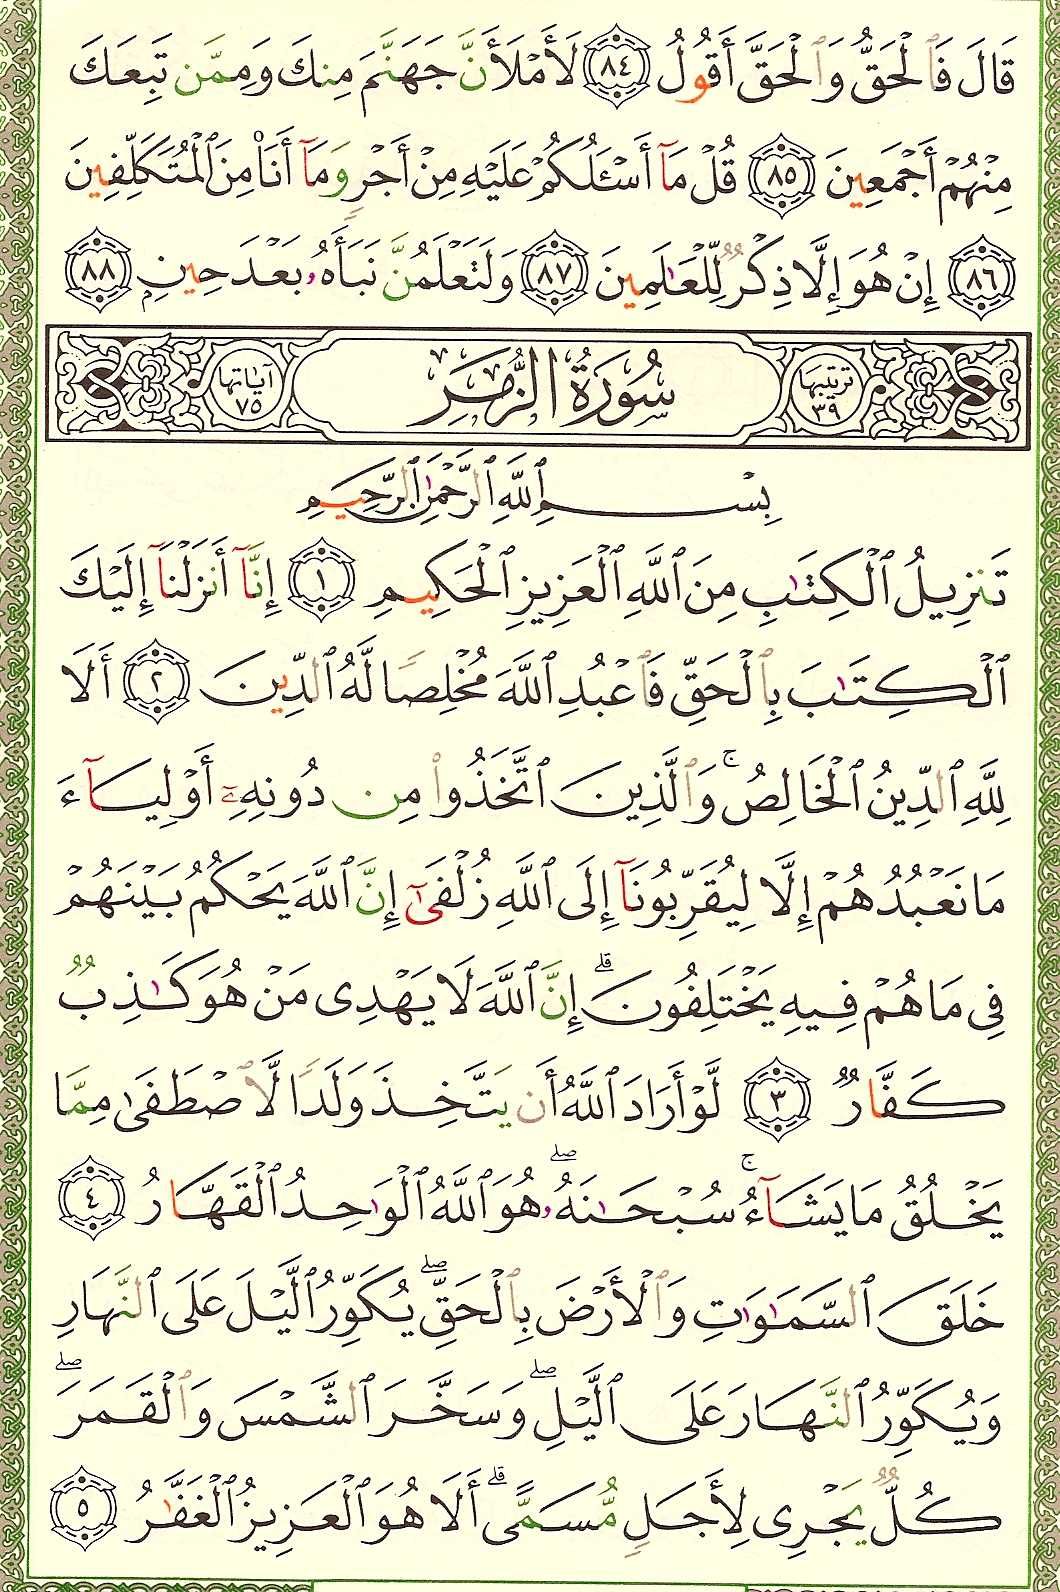 قَالَ فَٱلْحَقُّ وَٱلْحَقَّ أَقُولُ ٨٤ لَأَمْلَأَنَّ جَهَنَّمَ مِنكَ وَمِمَّن تَبِعَكَ
مِنْهُمْ أَجْمَعِينَ ٨٥ قُلْ مَآ أَسْـَٔلُكُمْ عَلَيْهِ مِنْ أَجْرٍ وَمَآ أَنَا۠ مِنَ ٱلْمُتَكَلِّفِينَ
٨٦ إِنْ هُوَ إِلَّا ذِكْرٌ لِّلْعَـٰلَمِينَ ٨٧ وَلَتَعْلَمُنَّ نَبَأَهُۥ بَعْدَ حِينٍۭ ٨٨
ترتيبها ٣٩ سُورَةُ الزُّمَرِ آياتها ٧٥
بِسْمِ ٱللَّهِ ٱلرَّحْمَـٰنِ ٱلرَّحِيمِ
تَنزِيلُ ٱلْكِتَـٰبِ مِنَ ٱللَّهِ ٱلْعَزِيزِ ٱلْحَكِيمِ ١ إِنَّآ أَنزَلْنَآ إِلَيْكَ
ٱلْكِتَـٰبَ بِٱلْحَقِّ فَٱعْبُدِ ٱللَّهَ مُخْلِصًا لَّهُ ٱلدِّينَ ٢ أَلَا
لِلَّهِ ٱلدِّينُ ٱلْخَالِصُ ۚ وَٱلَّذِينَ ٱتَّخَذُوا۟ مِن دُونِهِۦٓ أَوْلِيَآءَ
مَا نَعْبُدُهُمْ إِلَّا لِيُقَرِّبُونَآ إِلَى ٱللَّهِ زُلْفَىٰٓ إِنَّ ٱللَّهَ يَحْكُمُ بَيْنَهُمْ
فِى مَا هُمْ فِيهِ يَخْتَلِفُونَ ۗ إِنَّ ٱللَّهَ لَا يَهْدِى مَنْ هُوَ كَـٰذِبٌ
كَفَّارٌ ٣ لَّوْ أَرَادَ ٱللَّهُ أَن يَتَّخِذَ وَلَدًا لَّٱصْطَفَىٰ مِمَّا
يَخْلُقُ مَا يَشَآءُ ۚ سُبْحَـٰنَهُۥ ۖ هُوَ ٱللَّهُ ٱلْوَٰحِدُ ٱلْقَهَّارُ ٤
خَلَقَ ٱلسَّمَـٰوَٰتِ وَٱلْأَرْضَ بِٱلْحَقِّ ۖ يُكَوِّرُ ٱلَّيْلَ عَلَى ٱلنَّهَارِ
وَيُكَوِّرُ ٱلنَّهَارَ عَلَى ٱلَّيْلِ ۖ وَسَخَّرَ ٱلشَّمْسَ وَٱلْقَمَرَ ۖ
كُلٌّ يَجْرِى لِأَجَلٍ مُّسَمًّى ۗ أَلَا هُوَ ٱلْعَزِيزُ ٱلْغَفَّـٰرُ ٥